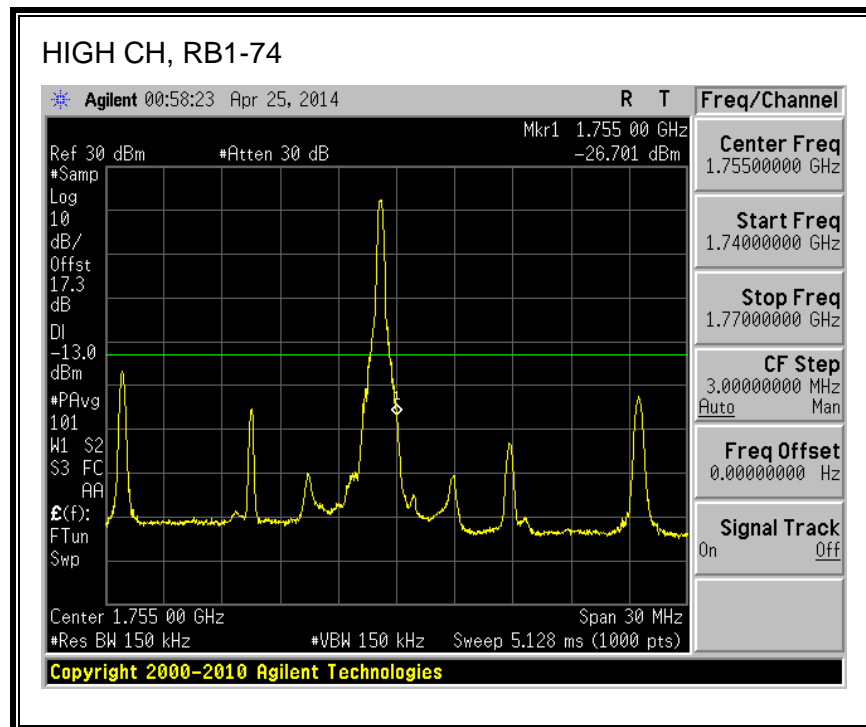 HIGH CH, RB1-74
Agilent 00:58:23 Apr 25, 2014 R T
Mkr1 1.755 00 GHz
Ref 30 dBm #Atten 30 dB -26.701 dBm
#Samp
Log
10
dB/
Offst
17.3
dB
DI
-13.0
dBm
#PAvg
101
W1 S2
S3 FC
AA
£(f):
FTun
Swp
1
Center 1.755 00 GHz Span 30 MHz
#Res BW 150 kHz #VBW 150 kHz Sweep 5.128 ms (1000 pts)
Copyright 2000-2010 Agilent Technologies
Freq/Channel
Center Freq
1.75500000 GHz
Start Freq
1.74000000 GHz
Stop Freq
1.77000000 GHz
CF Step
3.00000000 MHz
Auto Man
Freq Offset
0.00000000 Hz
Signal Track
On Off